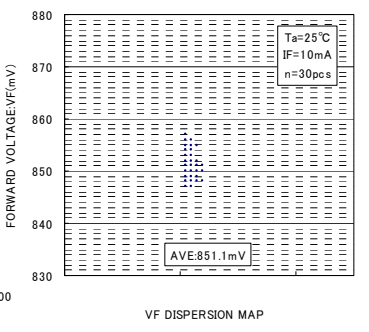 880
870
860
850
840
830
FORWARD VOLTAGE:VF(mV)
Ta=25℃
IF=10mA
n=30pcs
AVE:851.1mV
00
VF DISPERSION MAP